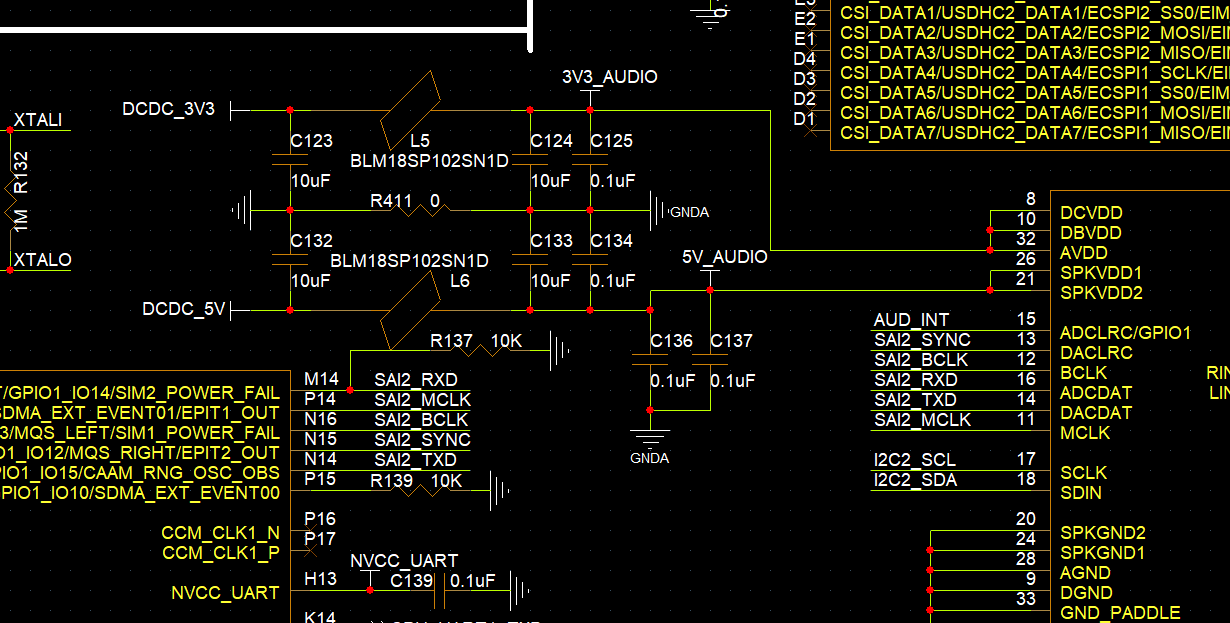 E3
CSI_DATA1/USDHC2_DATA1/ECSPI2_SS0/EIM
E2
CSI_DATA2/USDHC2_DATA2/ECSPI2_MOSI/EIM
E1
CSI_DATA3/USDHC2_DATA3/ECSPI2_MISO/EIM
D4
CSI_DATA4/USDHC2_DATA4/ECSPI1_SCLK/EI
D3
CSI_DATA5/USDHC2_DATA5/ECSPI1_SS0/EIM
D2
CSI_DATA6/USDHC2_DATA6/ECSPI1_MOSI/EI
D1
CSI_DATA7/USDHC2_DATA7/ECSPI1_MISO/EI
XTALI
R132
1M
XTALO
DCDC_3V3
3V3_AUDIO
C123
10uF
L5
BLM18SP102SN1D
C124
10uF
C125
0.1uF
R411 0
GNDA
C132
10uF
BLM18SP102SN1D
L6
C133
10uF
C134
0.1uF
DCDC_5V
5V_AUDIO
C136
0.1uF
C137
0.1uF
GNDA
R137 10K
8 DCVDD
10 DBVDD
32 AVDD
26 SPKVDD1
21 SPKVDD2
AUD_INT 15 ADCLRC/GPIO1
SAI2_SYNC 13 DACLRC
SAI2_BCLK 12 BCLK
SAI2_RXD 16 ADCDAT
SAI2_TXD 14 DACDAT
SAI2_MCLK 11 MCLK
RIN
LIN
I2C2_SCL 17 SCLK
I2C2_SDA 18 SDIN
20 SPKGND2
24 SPKGND1
28 AGND
9 DGND
33 GND_PADDLE
/GPIO1_IO14/SIM2_POWER_FAIL M14 SAI2_RXD
SDMA_EXT_EVENT01/EPIT1_OUT P14 SAI2_MCLK
3/MQS_LEFT/SIM1_POWER_FAIL N16 SAI2_BCLK
O1_IO12/MQS_RIGHT/EPIT2_OUT N15 SAI2_SYNC
PIO1_IO15/CAAM_RNG_OSC_OBS N14 SAI2_TXD
PIO1_IO10/SDMA_EXT_EVENT00 P15 R139 10K
CCM_CLK1_N P16
CCM_CLK1_P P17
NVCC_UART
NVCC_UART H13 C139 0.1uF
K14